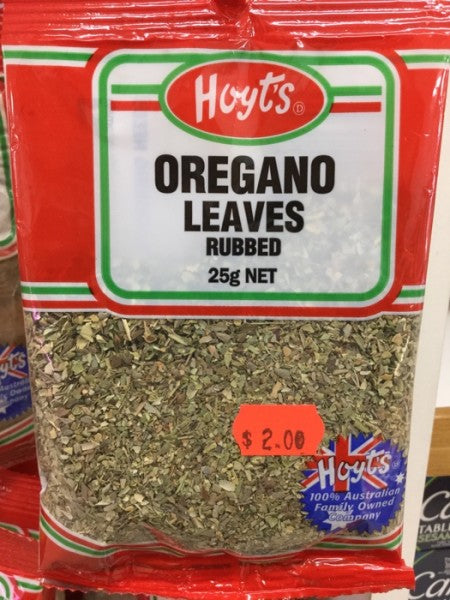 Hoyt's
OREGANO
LEAVES
RUBBED
25g NET
$ 2.00
Hoyt's
100% Australian
Family Owned
Company